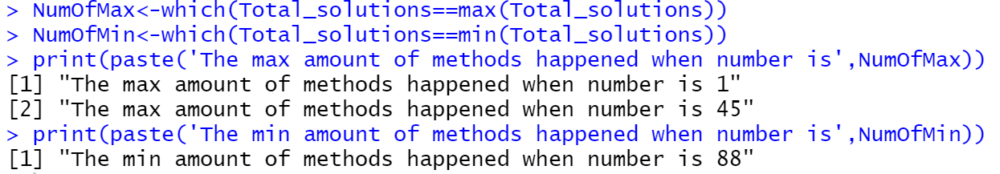 > NumOfMax<-which(Total_solutions==max(Total_solutions))
> NumOfMin<-which(Total_solutions==min(Total_solutions))
> print(paste('The max amount of methods happened when number is',NumOfMax))
[1] "The max amount of methods happened when number is 1"
[2] "The max amount of methods happened when number is 45"
> print(paste('The min amount of methods happened when number is',NumOfMin))
[1] "The min amount of methods happened when number is 88"